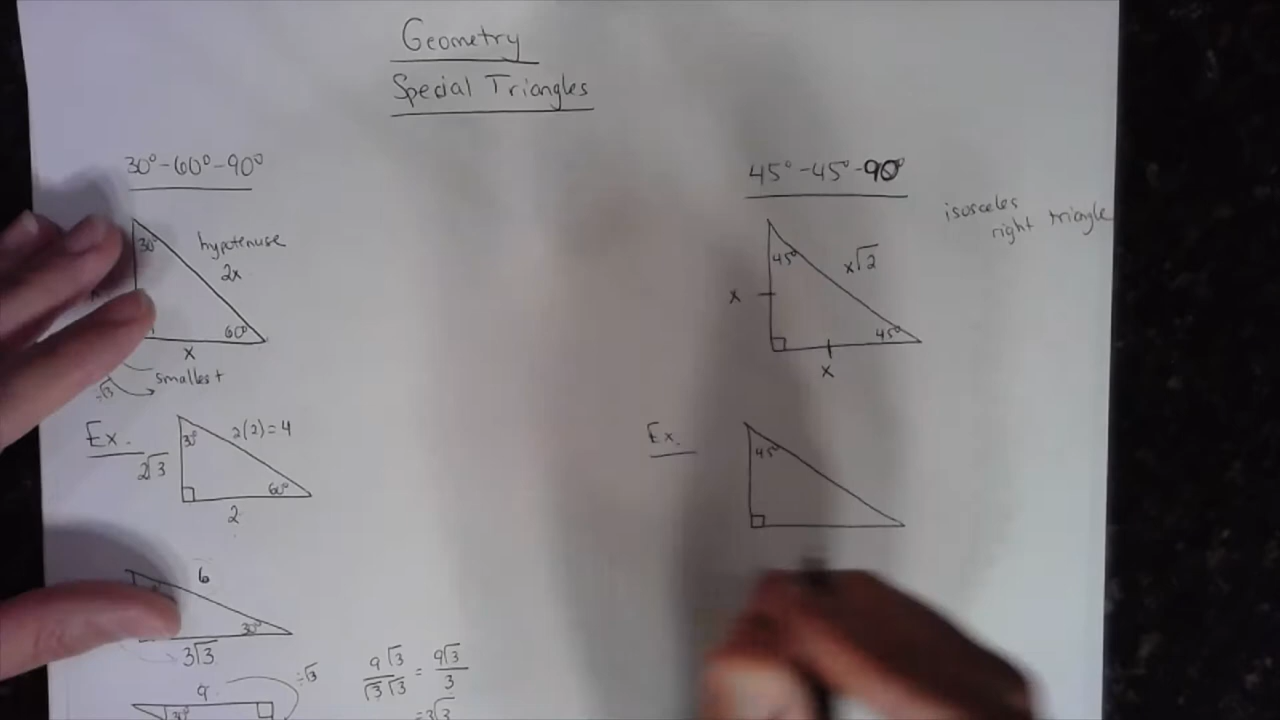 Geometry
Special Triangles
30°-60°-90°
30°
hypotenuse
2x
60°
x
÷√3
smallest
Ex.
30°
2(2)=4
2√3
60°
2
6
30°
3√3
9
÷√3
30°
9√3 / √3√3 = 9√3 / 3
=3√3
45°-45°-90°
isosceles
right triangle
45°
x√2
x
45°
x
Ex.
45°